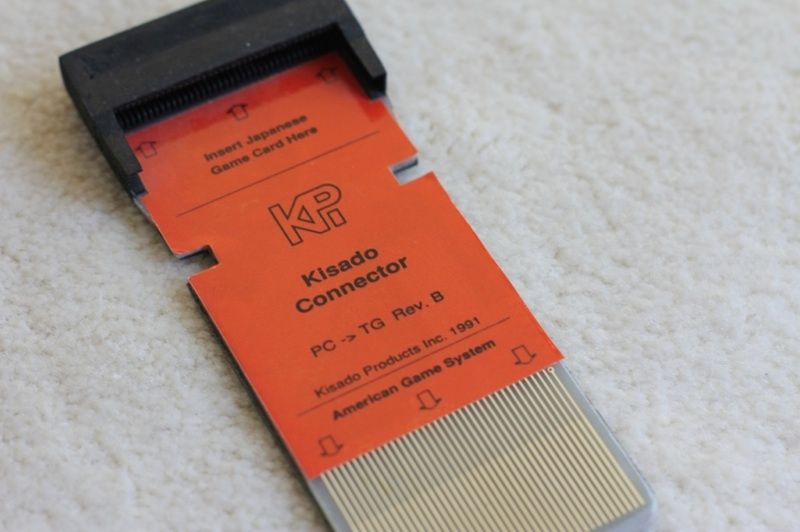 Insert Japanese
Game Card Here
KPI
Kisado
Connector
PC -> TG Rev. B
Kisado Products Inc. 1991
American Game System